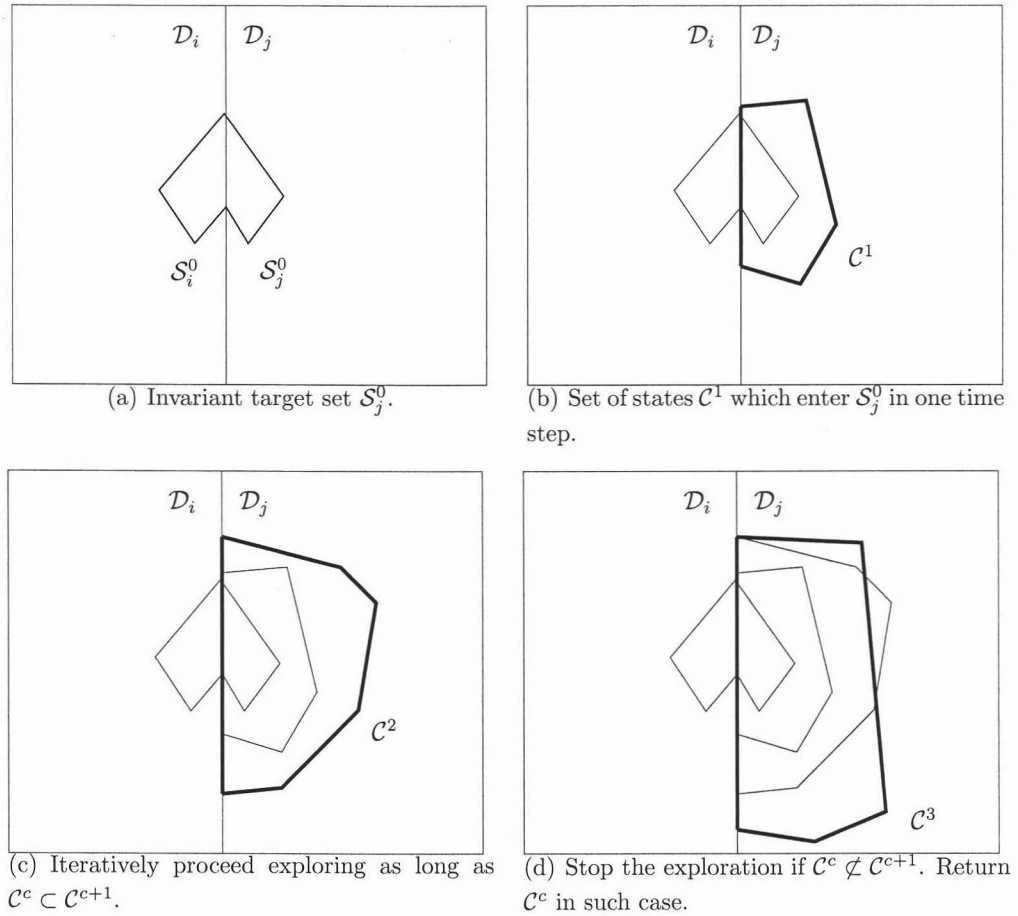 𝒟ᵢ 𝒟ⱼ
𝒮ᵢ⁰ 𝒮ⱼ⁰
(a) Invariant target set 𝒮ⱼ⁰.
𝒟ᵢ 𝒟ⱼ
𝒞¹
(b) Set of states 𝒞¹ which enter 𝒮ⱼ⁰ in one time
step.
𝒟ᵢ 𝒟ⱼ
𝒞²
(c) Iteratively proceed exploring as long as
𝒞ᶜ ⊂ 𝒞ᶜ⁺¹.
𝒟ᵢ 𝒟ⱼ
𝒞³
(d) Stop the exploration if 𝒞ᶜ ⊄ 𝒞ᶜ⁺¹. Return
𝒞ᶜ in such case.